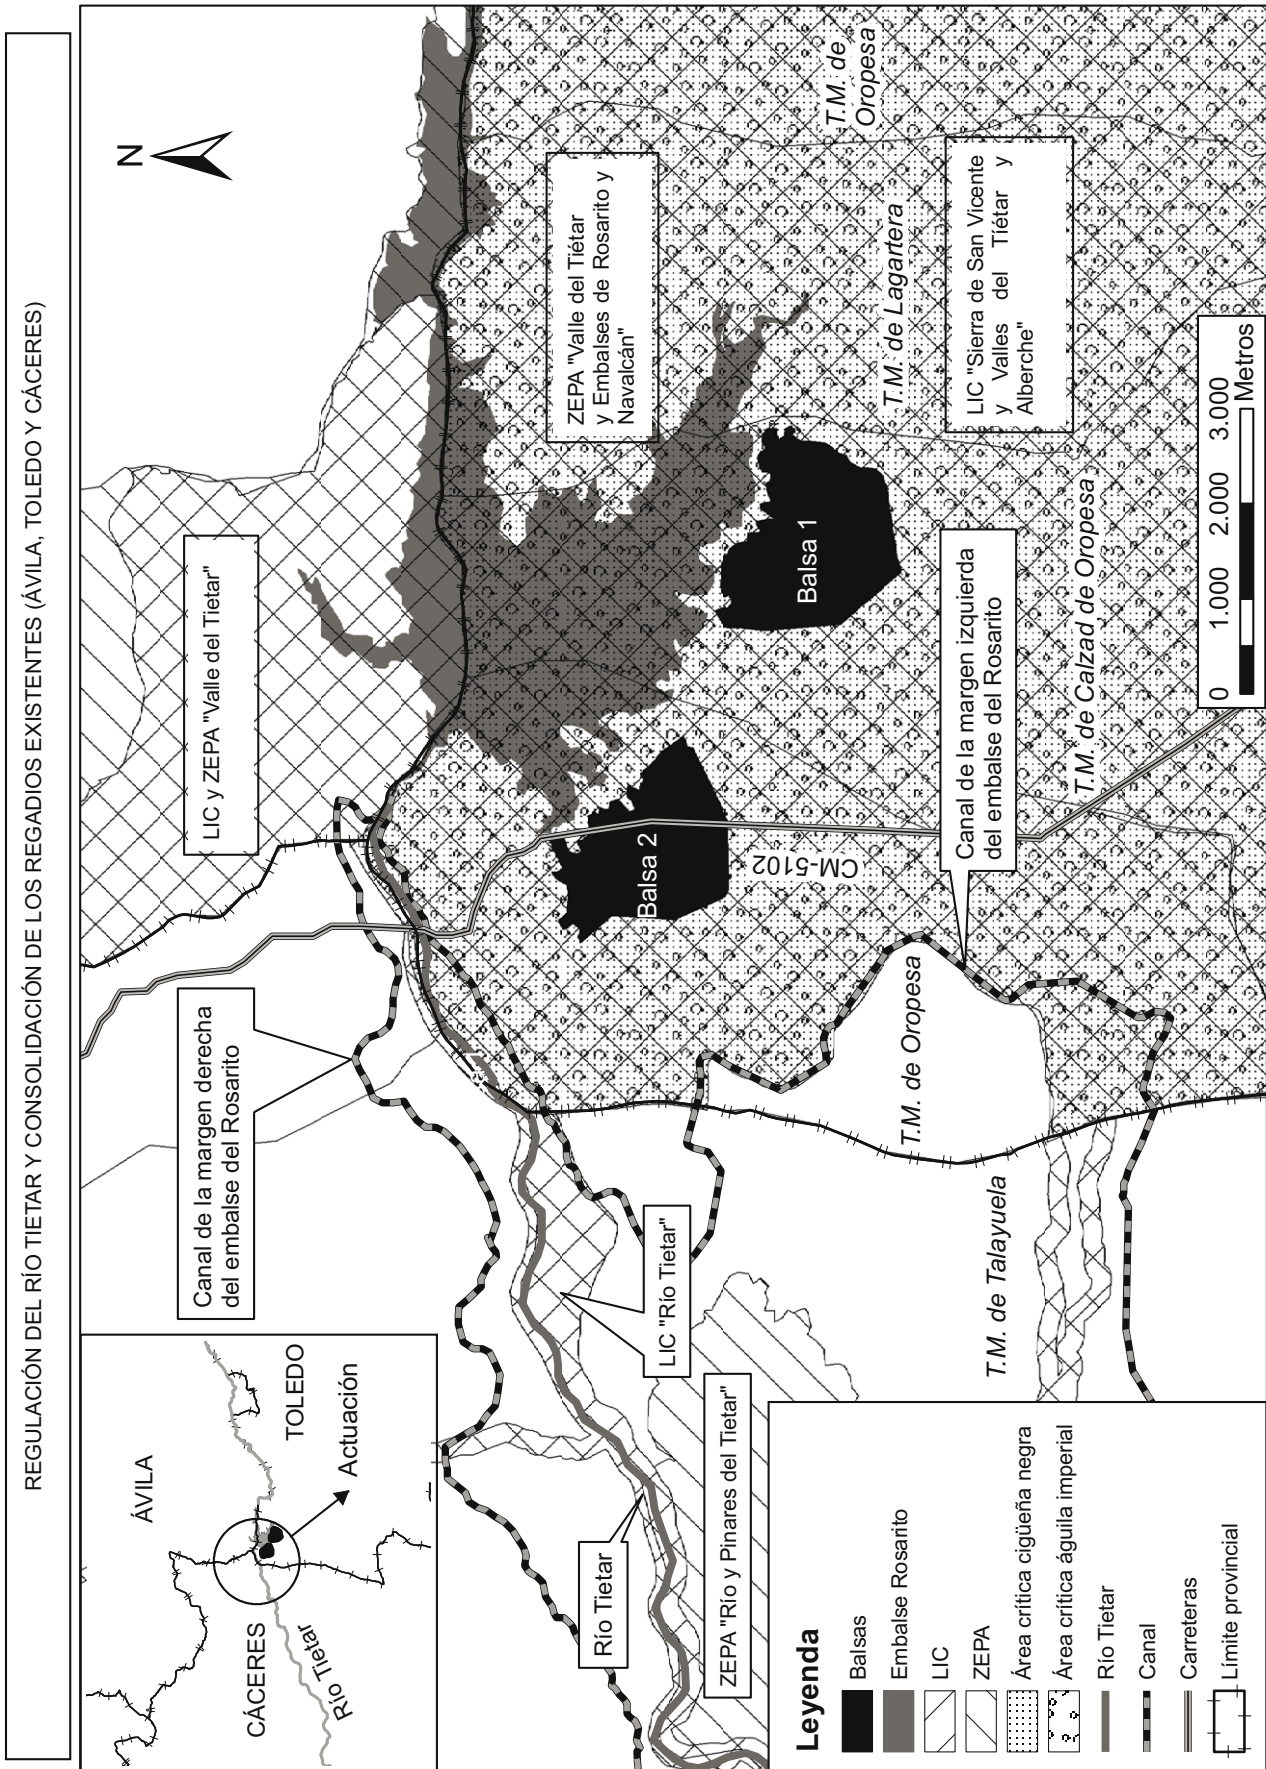 REGULACIÓN DEL RÍO TIETAR Y CONSOLIDACIÓN DE LOS REGADIOS EXISTENTES (ÁVILA, TOLEDO Y CÁCERES)
ÁVILA
TOLEDO
CÁCERES
Actuación
Río Tietar
N
LIC y ZEPA "Valle del Tietar"
Canal de la margen derecha
del embalse del Rosarito
ZEPA "Valle del Tiétar
y Embalses de Rosarito y
Navalcán"
T.M. de
Oropesa
T.M. de Lagartera
LIC "Sierra de San Vicente
y Valles del Tiétar y
Alberche"
Balsa 1
Balsa 2
CM-5102
Canal de la margen izquierda
del embalse del Rosarito
T.M. de Calzad de Oropesa
T.M. de Oropesa
T.M. de Talayuela
LIC "Río Tietar"
Río Tietar
ZEPA "Río y Pinares del Tietar"
Leyenda
Balsas
Embalse Rosarito
LIC
ZEPA
Área crítica cigüeña negra
Área crítica águila imperial
Río Tietar
Canal
Carreteras
Límite provincial
0 1.000 2.000 3.000
Metros